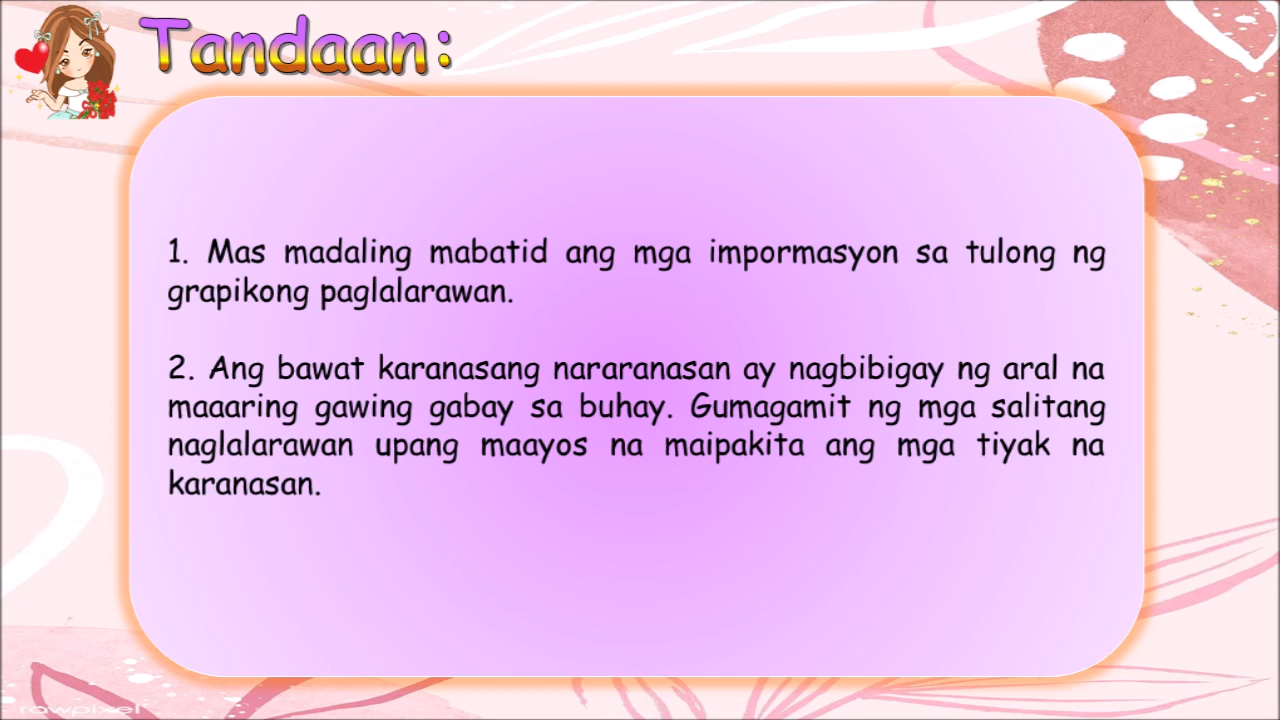 Tandaan:
1. Mas madaling mabatid ang mga impormasyon sa tulong ng
grapikong paglalarawan.
2. Ang bawat karanasang nararanasan ay nagbibigay ng aral na
maaaring gawing gabay sa buhay. Gumagamit ng mga salitang
naglalarawan upang maayos na maipakita ang mga tiyak na
karanasan.
rawpixel